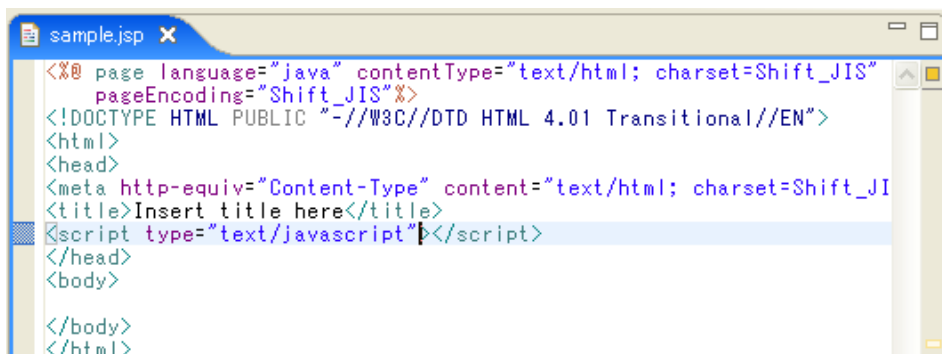 sample.jsp
<%@ page language="java" contentType="text/html; charset=Shift_JIS"
    pageEncoding="Shift_JIS"%>
<!DOCTYPE HTML PUBLIC "-//W3C//DTD HTML 4.01 Transitional//EN">
<html>
<head>
<meta http-equiv="Content-Type" content="text/html; charset=Shift_JI
<title>Insert title here</title>
<script type="text/javascript"></script>
</head>
<body>
</body>
</html>